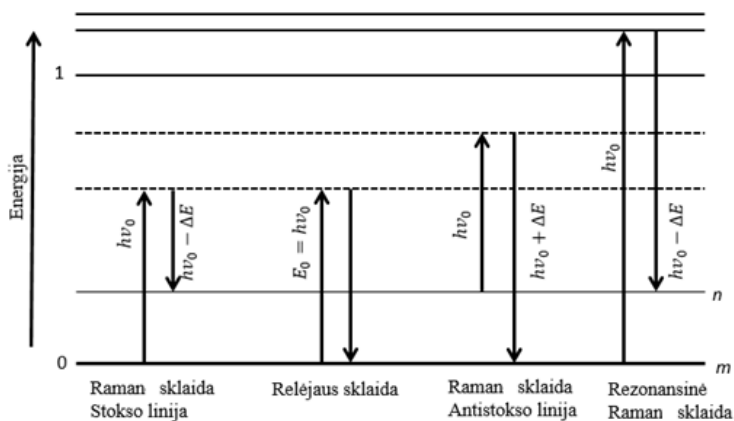 Energija
1
0
hν₀
hν₀ − ΔE
E₀ = hν₀
hν₀
hν₀ + ΔE
hν₀
hν₀ − ΔE
n
m
Raman sklaida
Stokso linija
Relėjaus sklaida
Raman sklaida
Antistokso linija
Rezonansinė
Raman sklaida